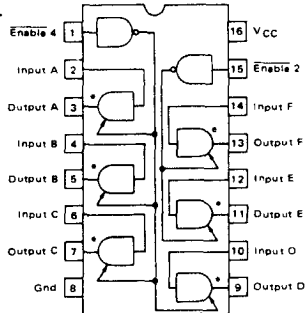 Enable 4 1
Input A 2
Output A 3
Input B 4
Output B 5
Input C 6
Output C 7
Gnd 8
16 VCC
15 Enable 2
14 Input F
13 Output F
12 Input E
11 Output E
10 Input D
9 Output D